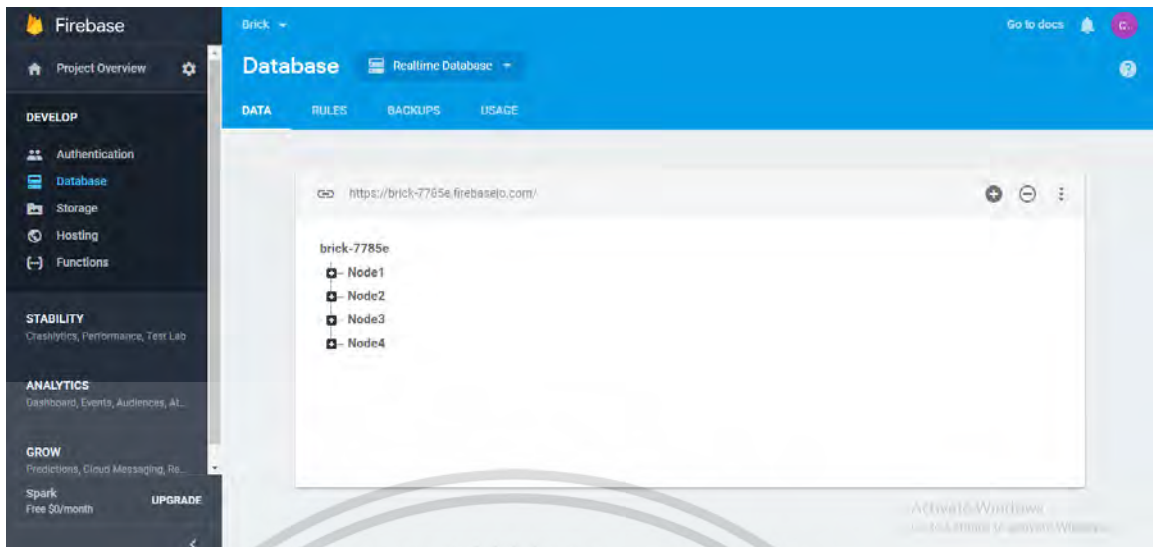 Firebase
Brick
Go to docs
Project Overview
Database
Realtime Database
DATA RULES BACKUPS USAGE
DEVELOP
Authentication
Database
Storage
Hosting
Functions
https://brick-7785e.firebaseio.com/
brick-7785e
Node1
Node2
Node3
Node4
STABILITY
Crashlytics, Performance, Test Lab
ANALYTICS
Dashboard, Events, Audiences, At...
GROW
Predictions, Cloud Messaging, Re...
Spark
Free $0/month
UPGRADE
Activate Windows